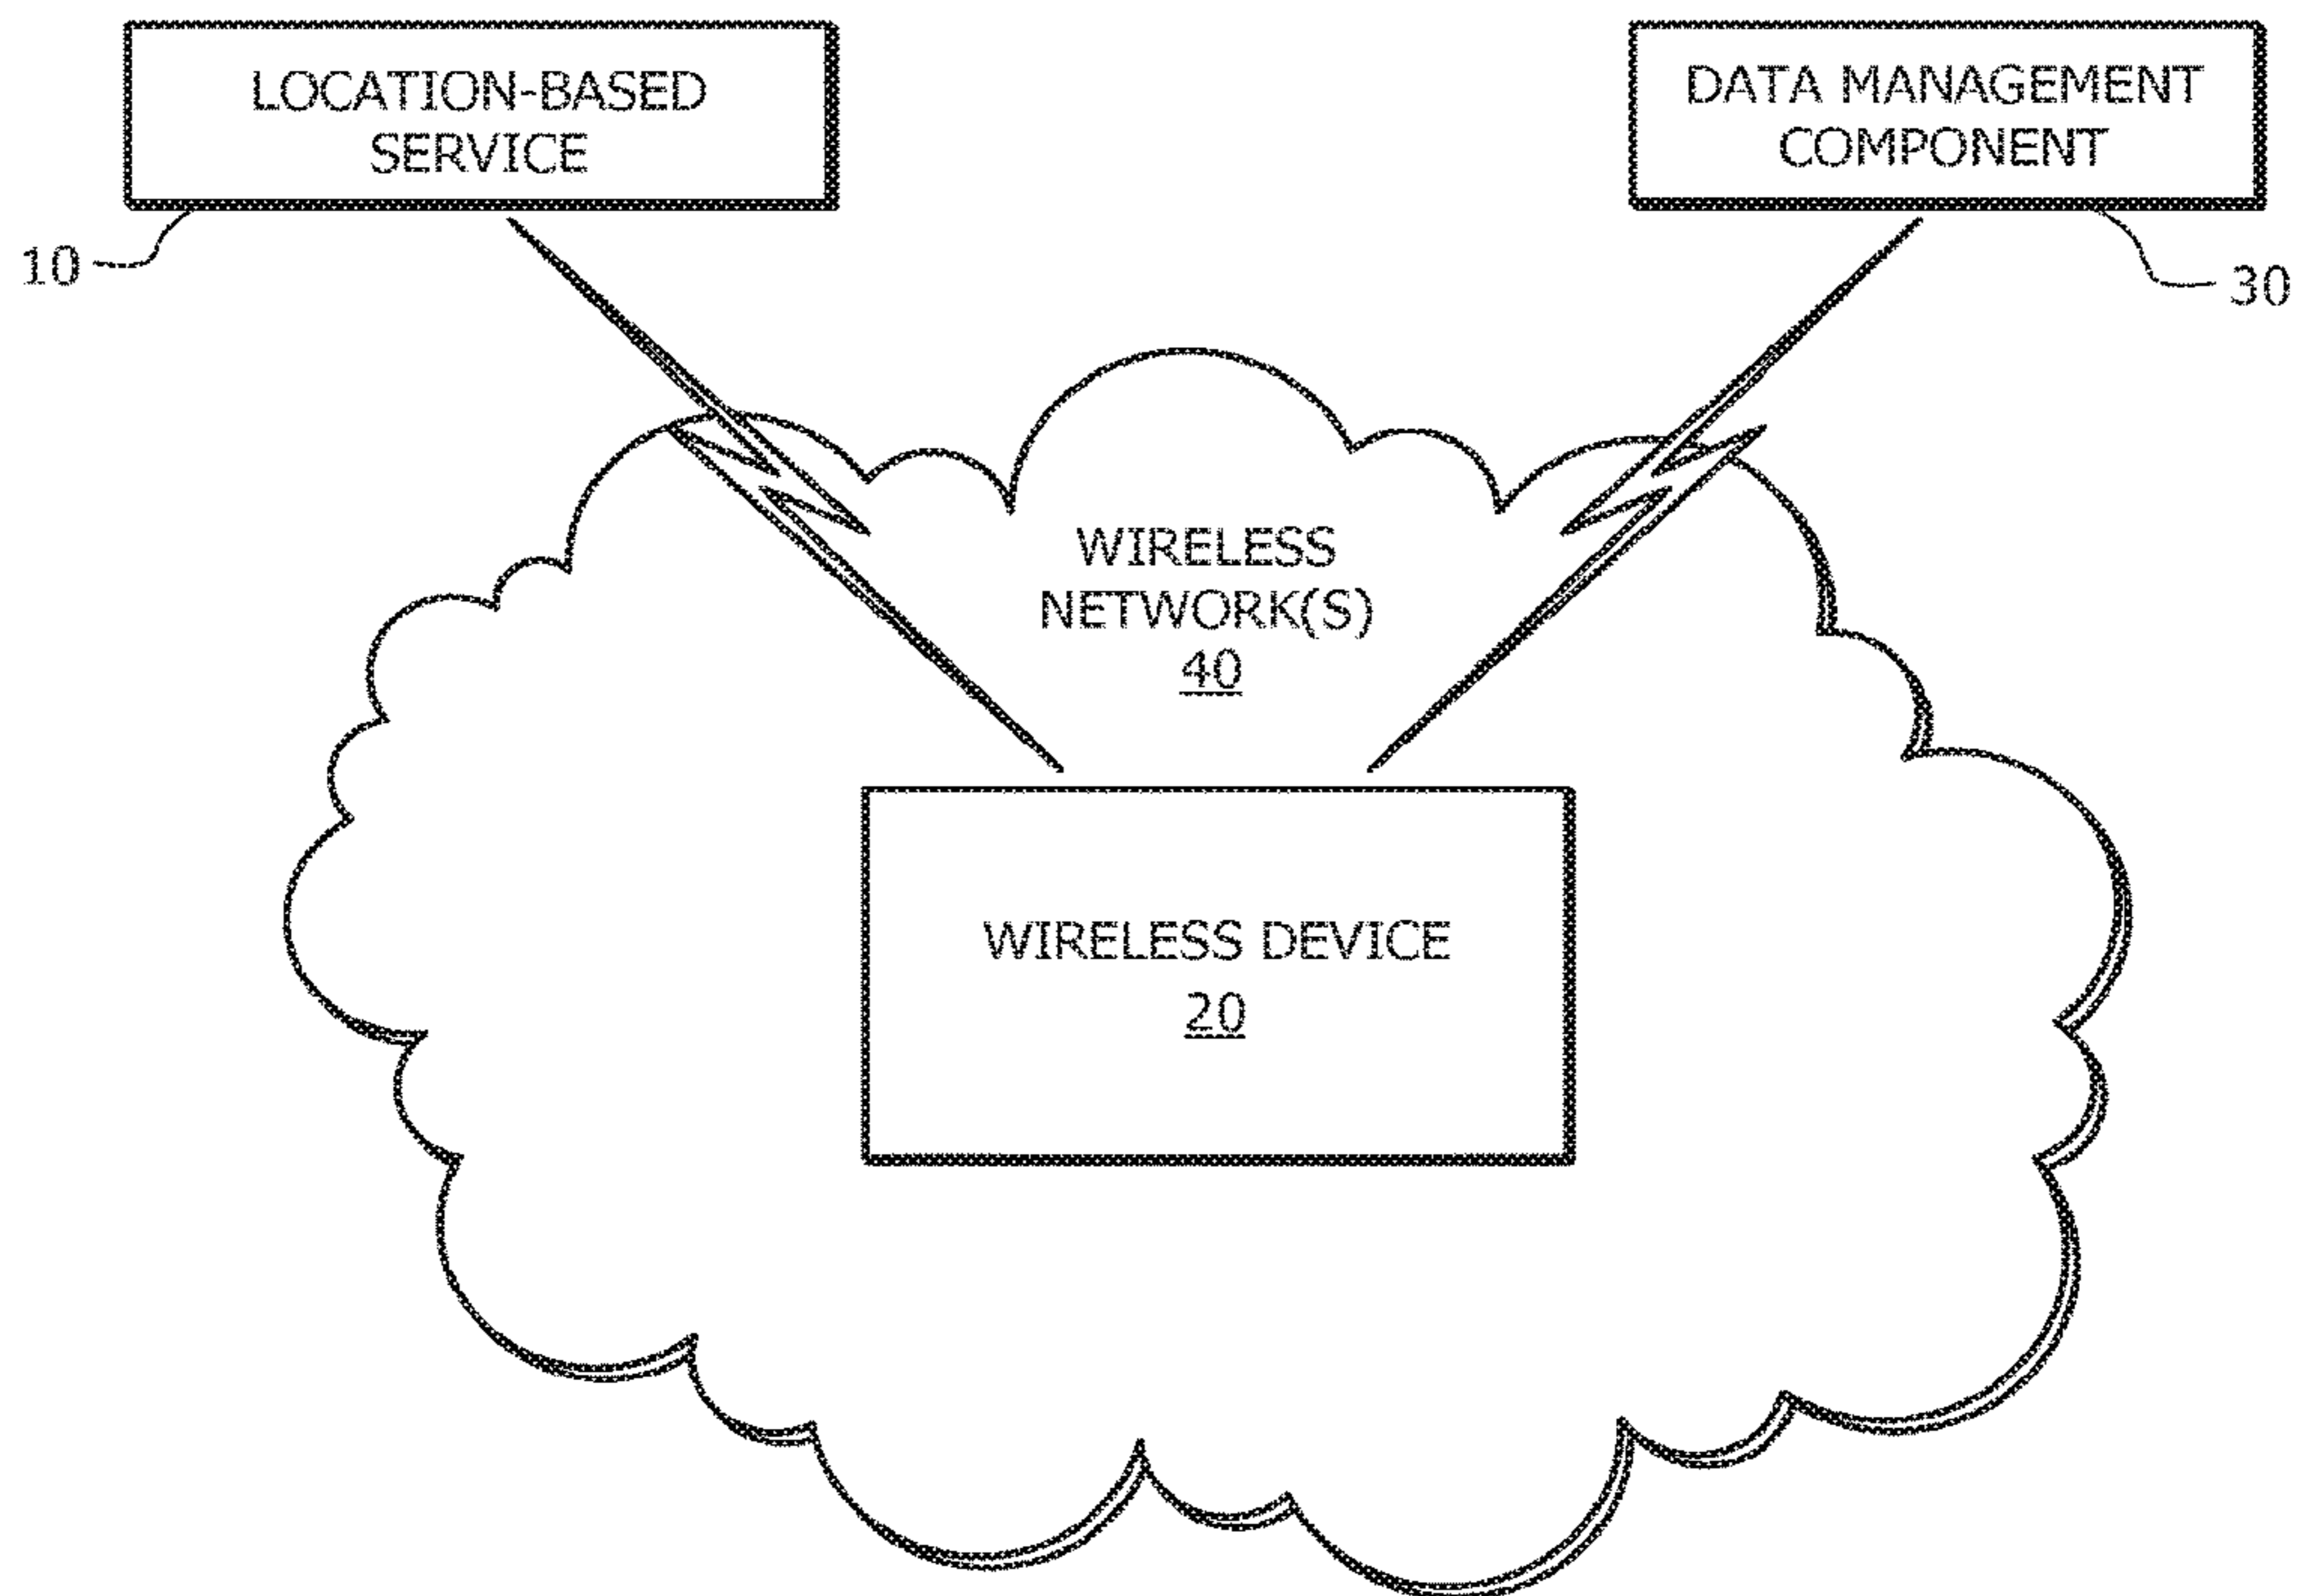 LOCATION-BASED
SERVICE
DATA MANAGEMENT
COMPONENT
10
30
WIRELESS
NETWORK(S)
40
WIRELESS DEVICE
20